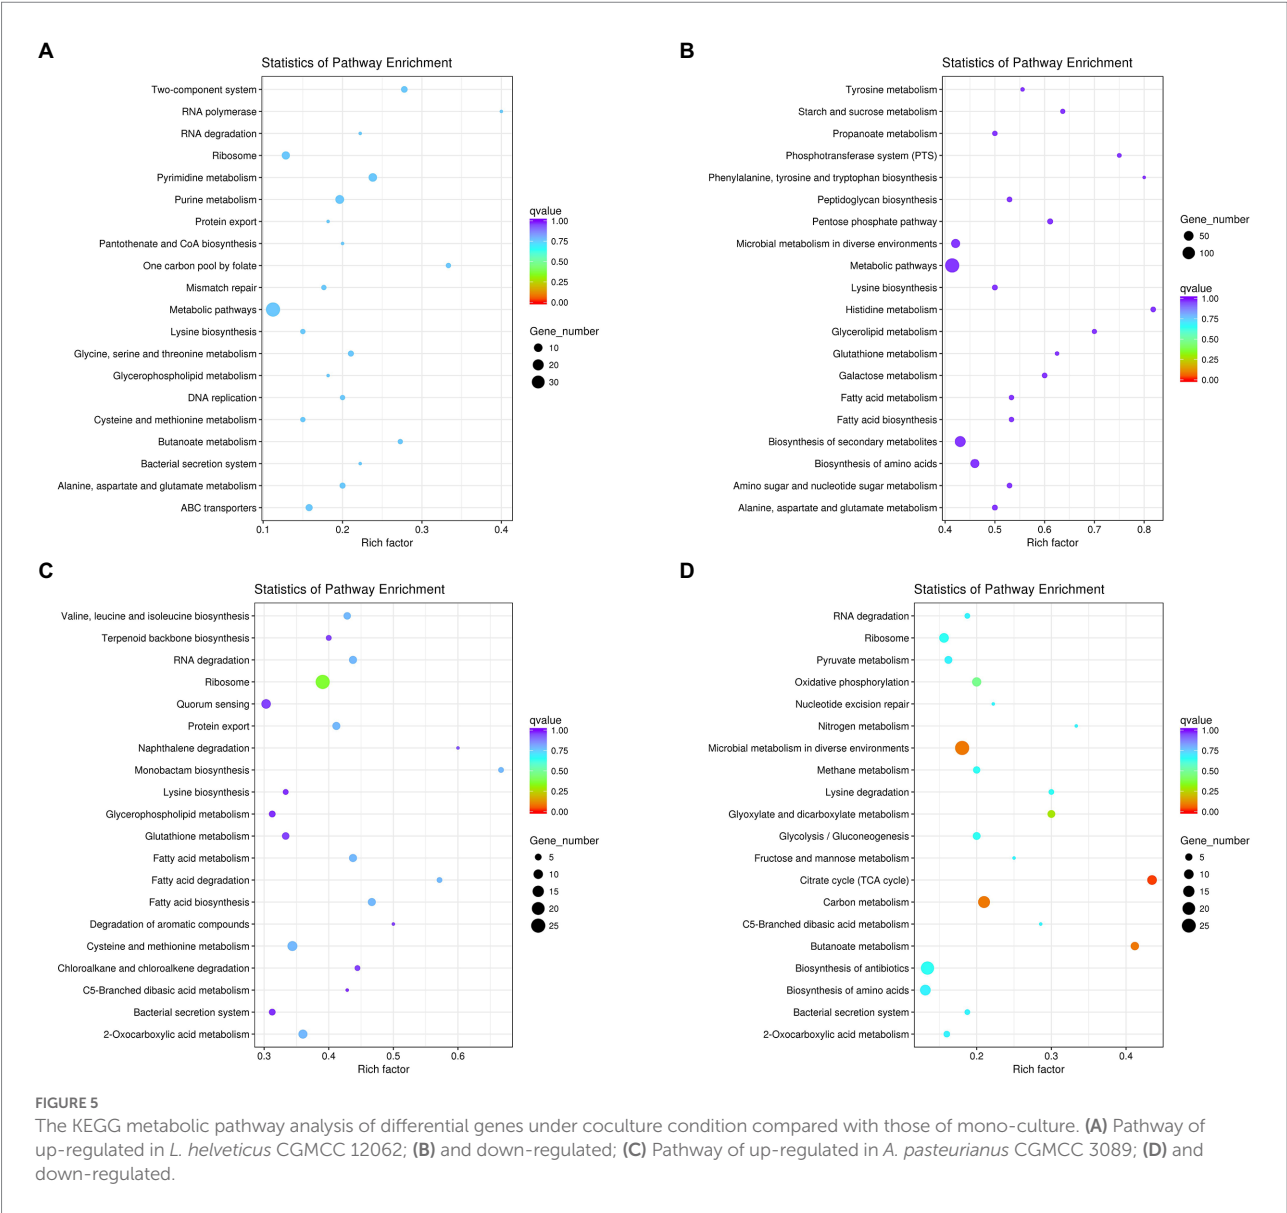 A
Statistics of Pathway Enrichment
Two-component system
RNA polymerase
RNA degradation
Ribosome
Pyrimidine metabolism
Purine metabolism
Protein export
Pantothenate and CoA biosynthesis
One carbon pool by folate
Mismatch repair
Metabolic pathways
Lysine biosynthesis
Glycine, serine and threonine metabolism
Glycerophospholipid metabolism
DNA replication
Cysteine and methionine metabolism
Butanoate metabolism
Bacterial secretion system
Alanine, aspartate and glutamate metabolism
ABC transporters
0.1 0.2 0.3 0.4
Rich factor
qvalue
1.00
0.75
0.50
0.25
0.00
Gene_number
10
20
30
B
Statistics of Pathway Enrichment
Tyrosine metabolism
Starch and sucrose metabolism
Propanoate metabolism
Phosphotransferase system (PTS)
Phenylalanine, tyrosine and tryptophan biosynthesis
Peptidoglycan biosynthesis
Pentose phosphate pathway
Microbial metabolism in diverse environments
Metabolic pathways
Lysine biosynthesis
Histidine metabolism
Glycerolipid metabolism
Glutathione metabolism
Galactose metabolism
Fatty acid metabolism
Fatty acid biosynthesis
Biosynthesis of secondary metabolites
Biosynthesis of amino acids
Amino sugar and nucleotide sugar metabolism
Alanine, aspartate and glutamate metabolism
0.4 0.5 0.6 0.7 0.8
Rich factor
Gene_number
50
100
qvalue
1.00
0.75
0.50
0.25
0.00
C
Statistics of Pathway Enrichment
Valine, leucine and isoleucine biosynthesis
Terpenoid backbone biosynthesis
RNA degradation
Ribosome
Quorum sensing
Protein export
Naphthalene degradation
Monobactam biosynthesis
Lysine biosynthesis
Glycerophospholipid metabolism
Glutathione metabolism
Fatty acid metabolism
Fatty acid degradation
Fatty acid biosynthesis
Degradation of aromatic compounds
Cysteine and methionine metabolism
Chloroalkane and chloroalkene degradation
C5-Branched dibasic acid metabolism
Bacterial secretion system
2-Oxocarboxylic acid metabolism
0.3 0.4 0.5 0.6
Rich factor
qvalue
1.00
0.75
0.50
0.25
0.00
Gene_number
5
10
15
20
25
D
Statistics of Pathway Enrichment
RNA degradation
Ribosome
Pyruvate metabolism
Oxidative phosphorylation
Nucleotide excision repair
Nitrogen metabolism
Microbial metabolism in diverse environments
Methane metabolism
Lysine degradation
Glyoxylate and dicarboxylate metabolism
Glycolysis / Gluconeogenesis
Fructose and mannose metabolism
Citrate cycle (TCA cycle)
Carbon metabolism
C5-Branched dibasic acid metabolism
Butanoate metabolism
Biosynthesis of antibiotics
Biosynthesis of amino acids
Bacterial secretion system
2-Oxocarboxylic acid metabolism
0.2 0.3 0.4
Rich factor
qvalue
1.00
0.75
0.50
0.25
0.00
Gene_number
5
10
15
20
25
FIGURE 5
The KEGG metabolic pathway analysis of differential genes under coculture condition compared with those of mono-culture. (A) Pathway of
up-regulated in L. helveticus CGMCC 12062; (B) and down-regulated; (C) Pathway of up-regulated in A. pasteurianus CGMCC 3089; (D) and
down-regulated.